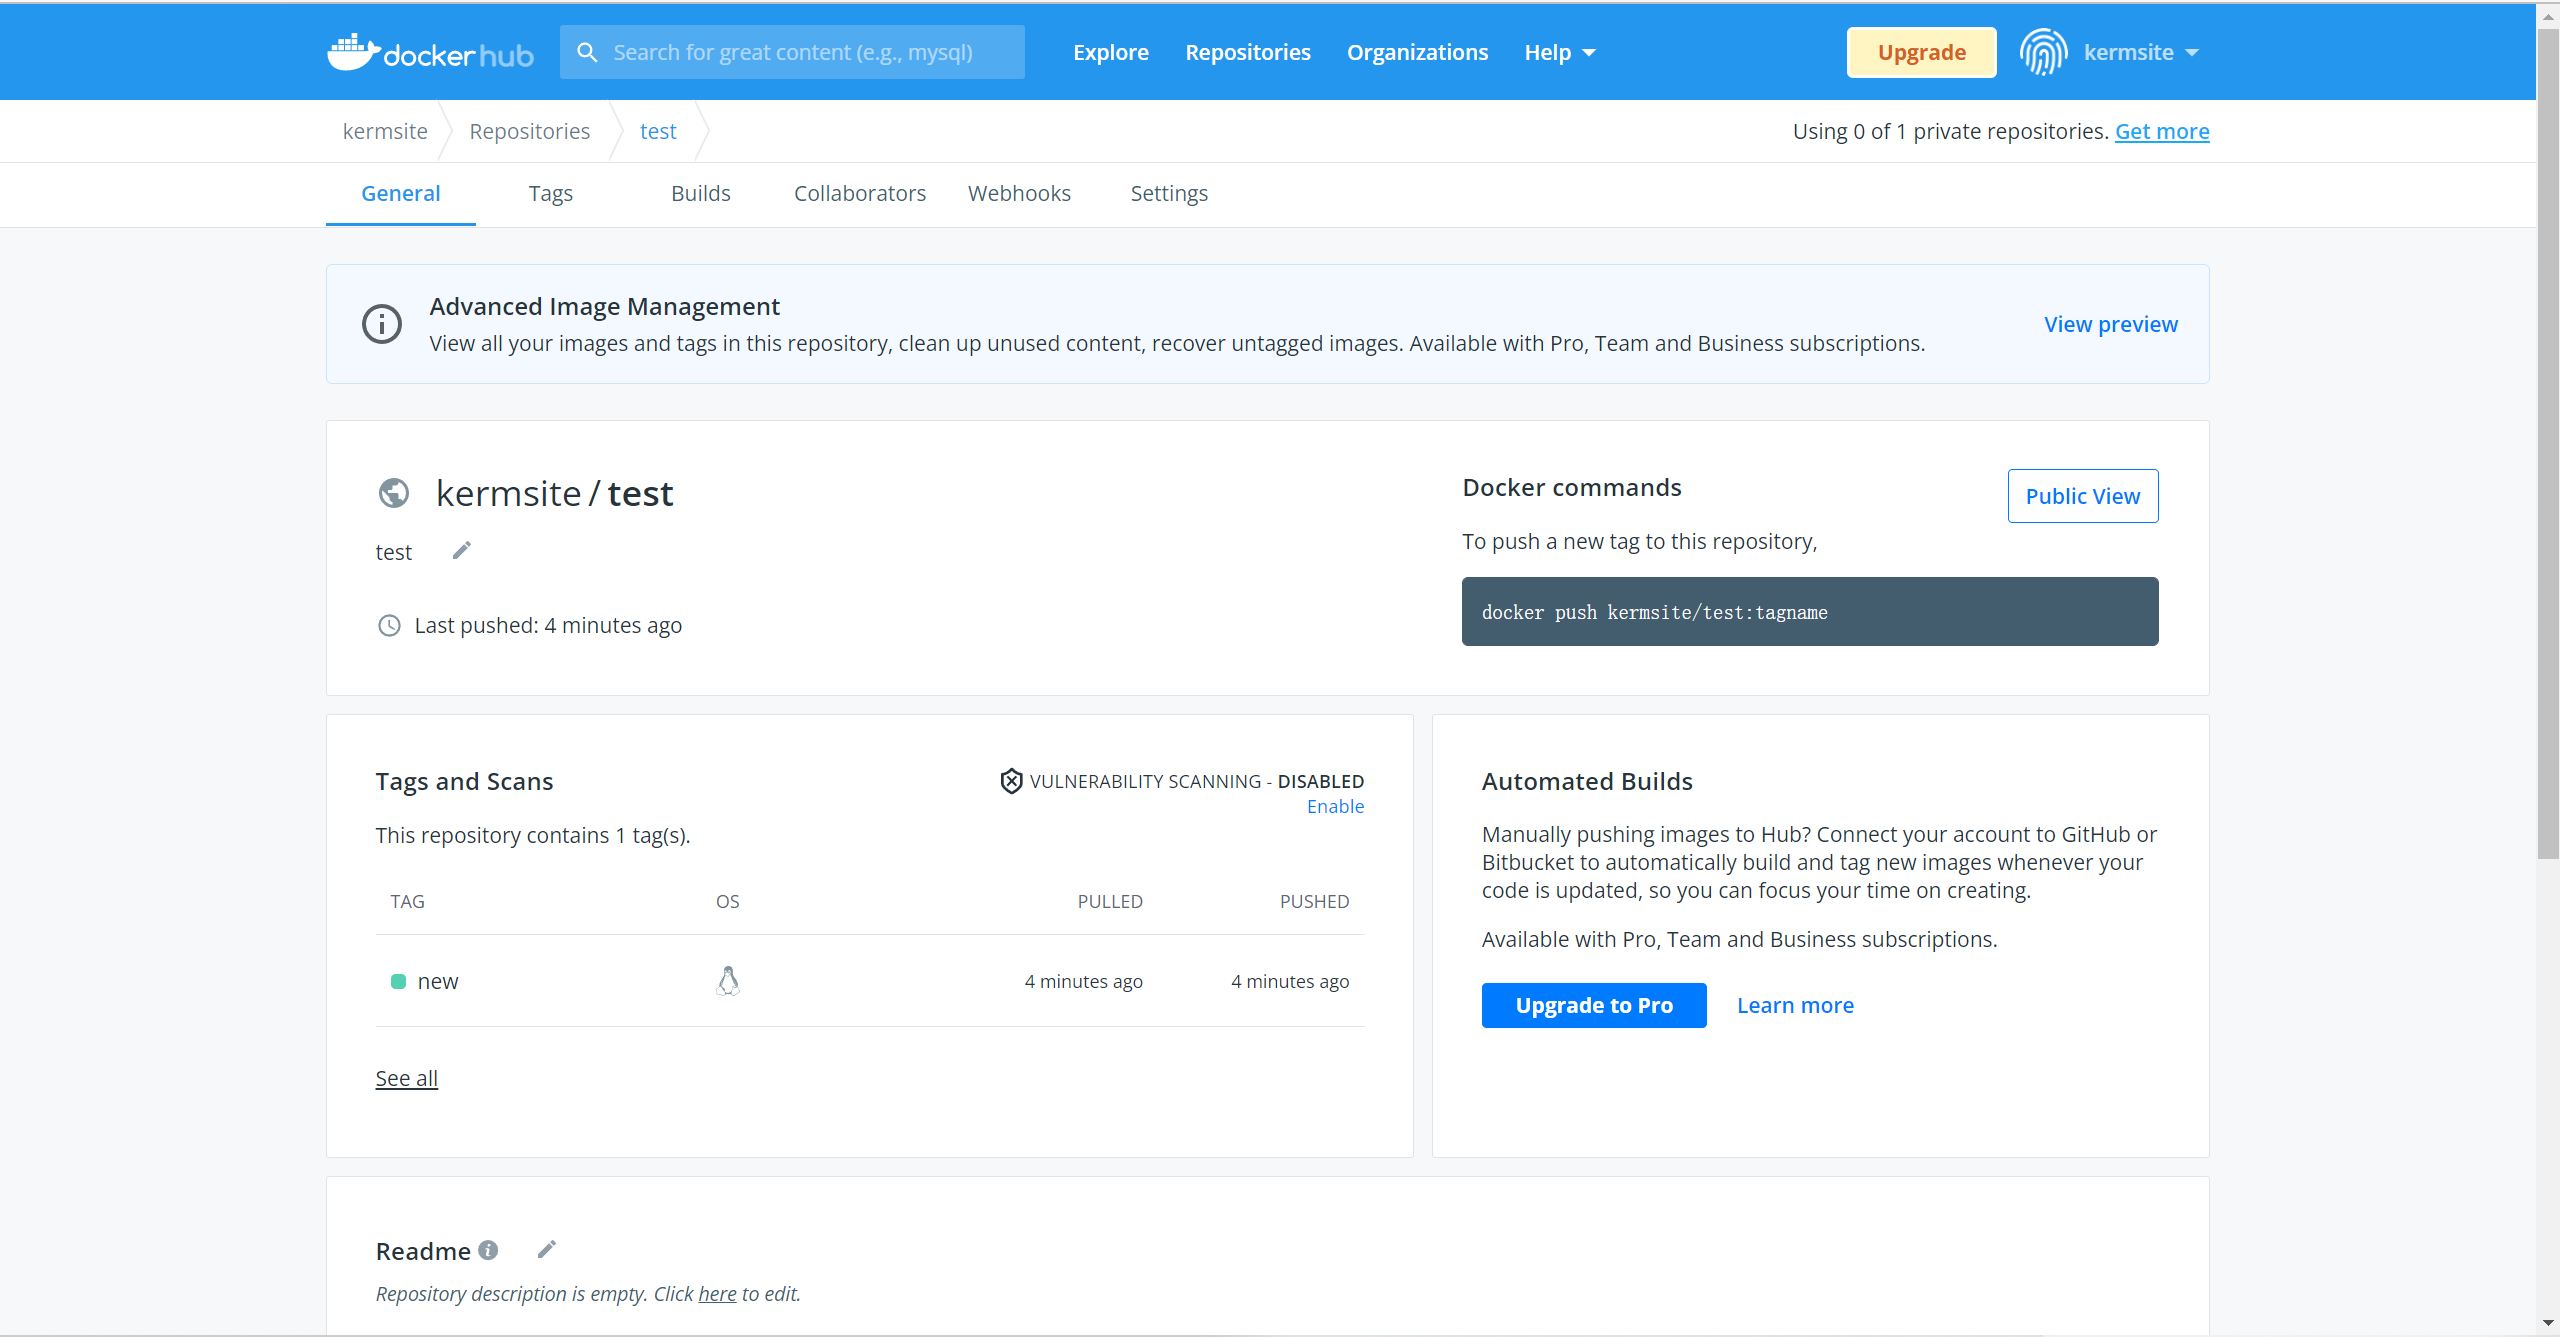 docker hub
Search for great content (e.g., mysql)
Explore
Repositories
Organizations
Help
Upgrade
kermsite
kermsite
Repositories
test
Using 0 of 1 private repositories. Get more
General
Tags
Builds
Collaborators
Webhooks
Settings
Advanced Image Management
View all your images and tags in this repository, clean up unused content, recover untagged images. Available with Pro, Team and Business subscriptions.
View preview
kermsite / test
test
Last pushed: 4 minutes ago
Docker commands
Public View
To push a new tag to this repository,
docker push kermsite/test:tagname
Tags and Scans
VULNERABILITY SCANNING - DISABLED
Enable
This repository contains 1 tag(s).
TAG
OS
PULLED
PUSHED
new
4 minutes ago
4 minutes ago
See all
Automated Builds
Manually pushing images to Hub? Connect your account to GitHub or
Bitbucket to automatically build and tag new images whenever your
code is updated, so you can focus your time on creating.
Available with Pro, Team and Business subscriptions.
Upgrade to Pro
Learn more
Readme
Repository description is empty. Click here to edit.